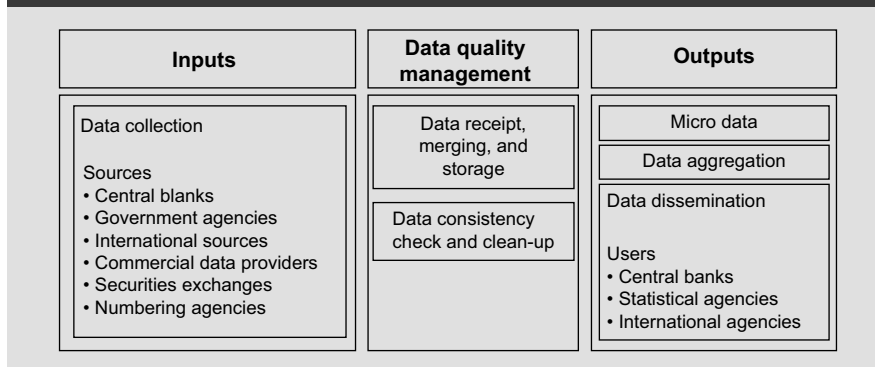 Inputs
Data collection
Sources
• Central blanks
• Government agencies
• International sources
• Commercial data providers
• Securities exchanges
• Numbering agencies
Data quality
management
Data receipt,
merging, and
storage
Data consistency
check and clean-up
Outputs
Micro data
Data aggregation
Data dissemination
Users
• Central banks
• Statistical agencies
• International agencies